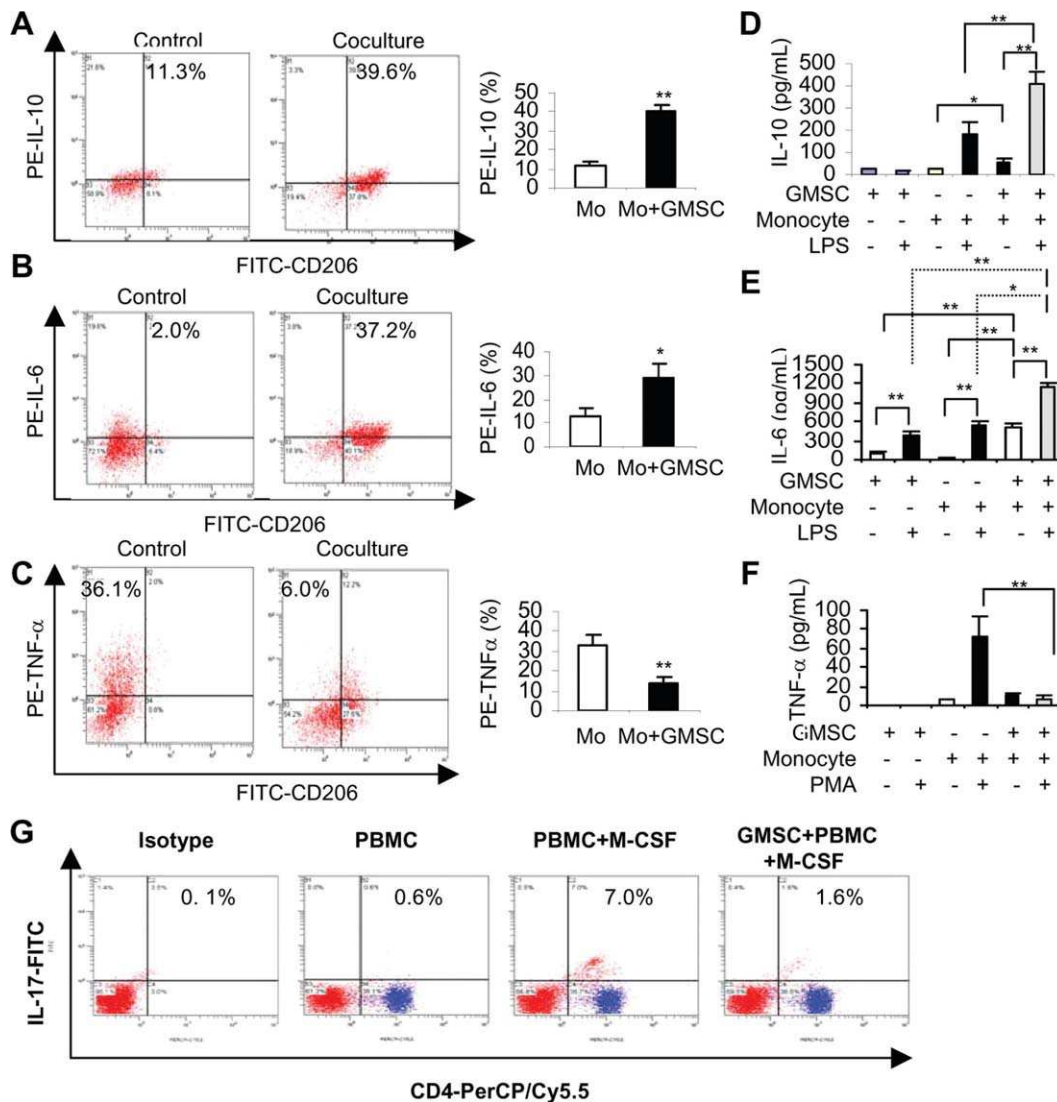 A
Control
Coculture
11.3%
39.6%
PE-IL-10
FITC-CD206
PE-IL-10 (%)
50
40
30
20
10
0
**
Mo Mo+GMSC
B
Control
Coculture
2.0%
37.2%
PE-IL-6
FITC-CD206
PE-IL-6 (%)
40
30
20
10
0
*
Mo Mo+GMSC
C
Control
Coculture
36.1%
6.0%
PE-TNF-α
FITC-CD206
PE-TNFα (%)
50
40
30
20
10
0
**
Mo Mo+GMSC
D
IL-10 (pg/mL)
500
400
300
200
100
0
**
**
*
GMSC + + - - + +
Monocyte - - + + + +
LPS - + - + - +
E
IL-6 (pg/mL)
1500
1200
900
600
300
0
**
*
**
**
**
**
**
GMSC + + - - + +
Monocyte - - + + + +
LPS - + - + - +
F
TNF-α (pg/mL)
100
80
60
40
20
0
**
GMSC + + - - + +
Monocyte - - + + + +
PMA - + - + - +
G
Isotype
PBMC
PBMC+M-CSF
GMSC+PBMC
+M-CSF
0. 1%
0.6%
7.0%
1.6%
IL-17-FITC
CD4-PerCP/Cy5.5